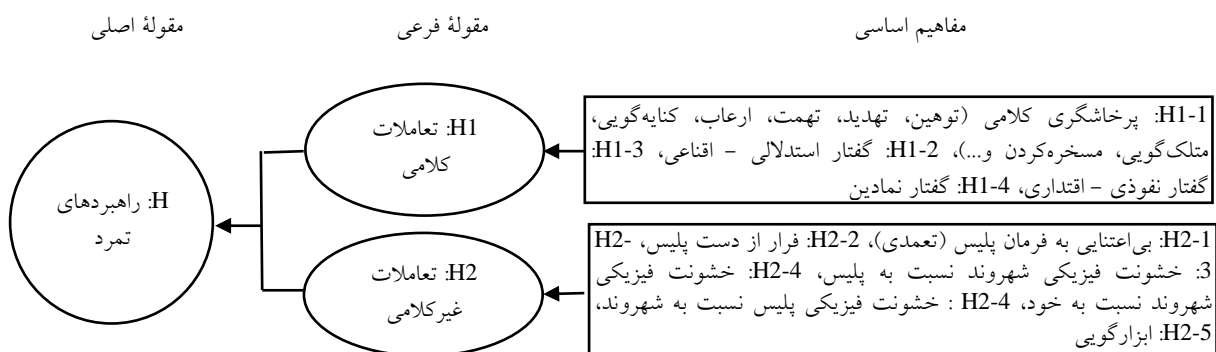 مفاهیم اساسی
مقولهٔ فرعی
مقولهٔ اصلی
H1-1: پرخاشگری کلامی (توهین، تهدید، تهمت، ارعاب، کنایه‌گویی،
متلک‌گویی، مسخره‌کردن و...)، H1-2: گفتار استدلالی – اقناعی، H1-3:
گفتار نفوذی – اقتداری، H1-4: گفتار نمادین
H1: تعاملات
کلامی
H: راهبردهای
تمرد
H2-1: بی‌اعتنایی به فرمان پلیس (تعمدی)، H2-2: فرار از دست پلیس، H2-
3: خشونت فیزیکی شهروند نسبت به پلیس، H2-4: خشونت فیزیکی
شهروند نسبت به خود، H2-4 : خشونت فیزیکی پلیس نسبت به شهروند،
H2-5: ابزارگویی
H2: تعاملات
غیرکلامی